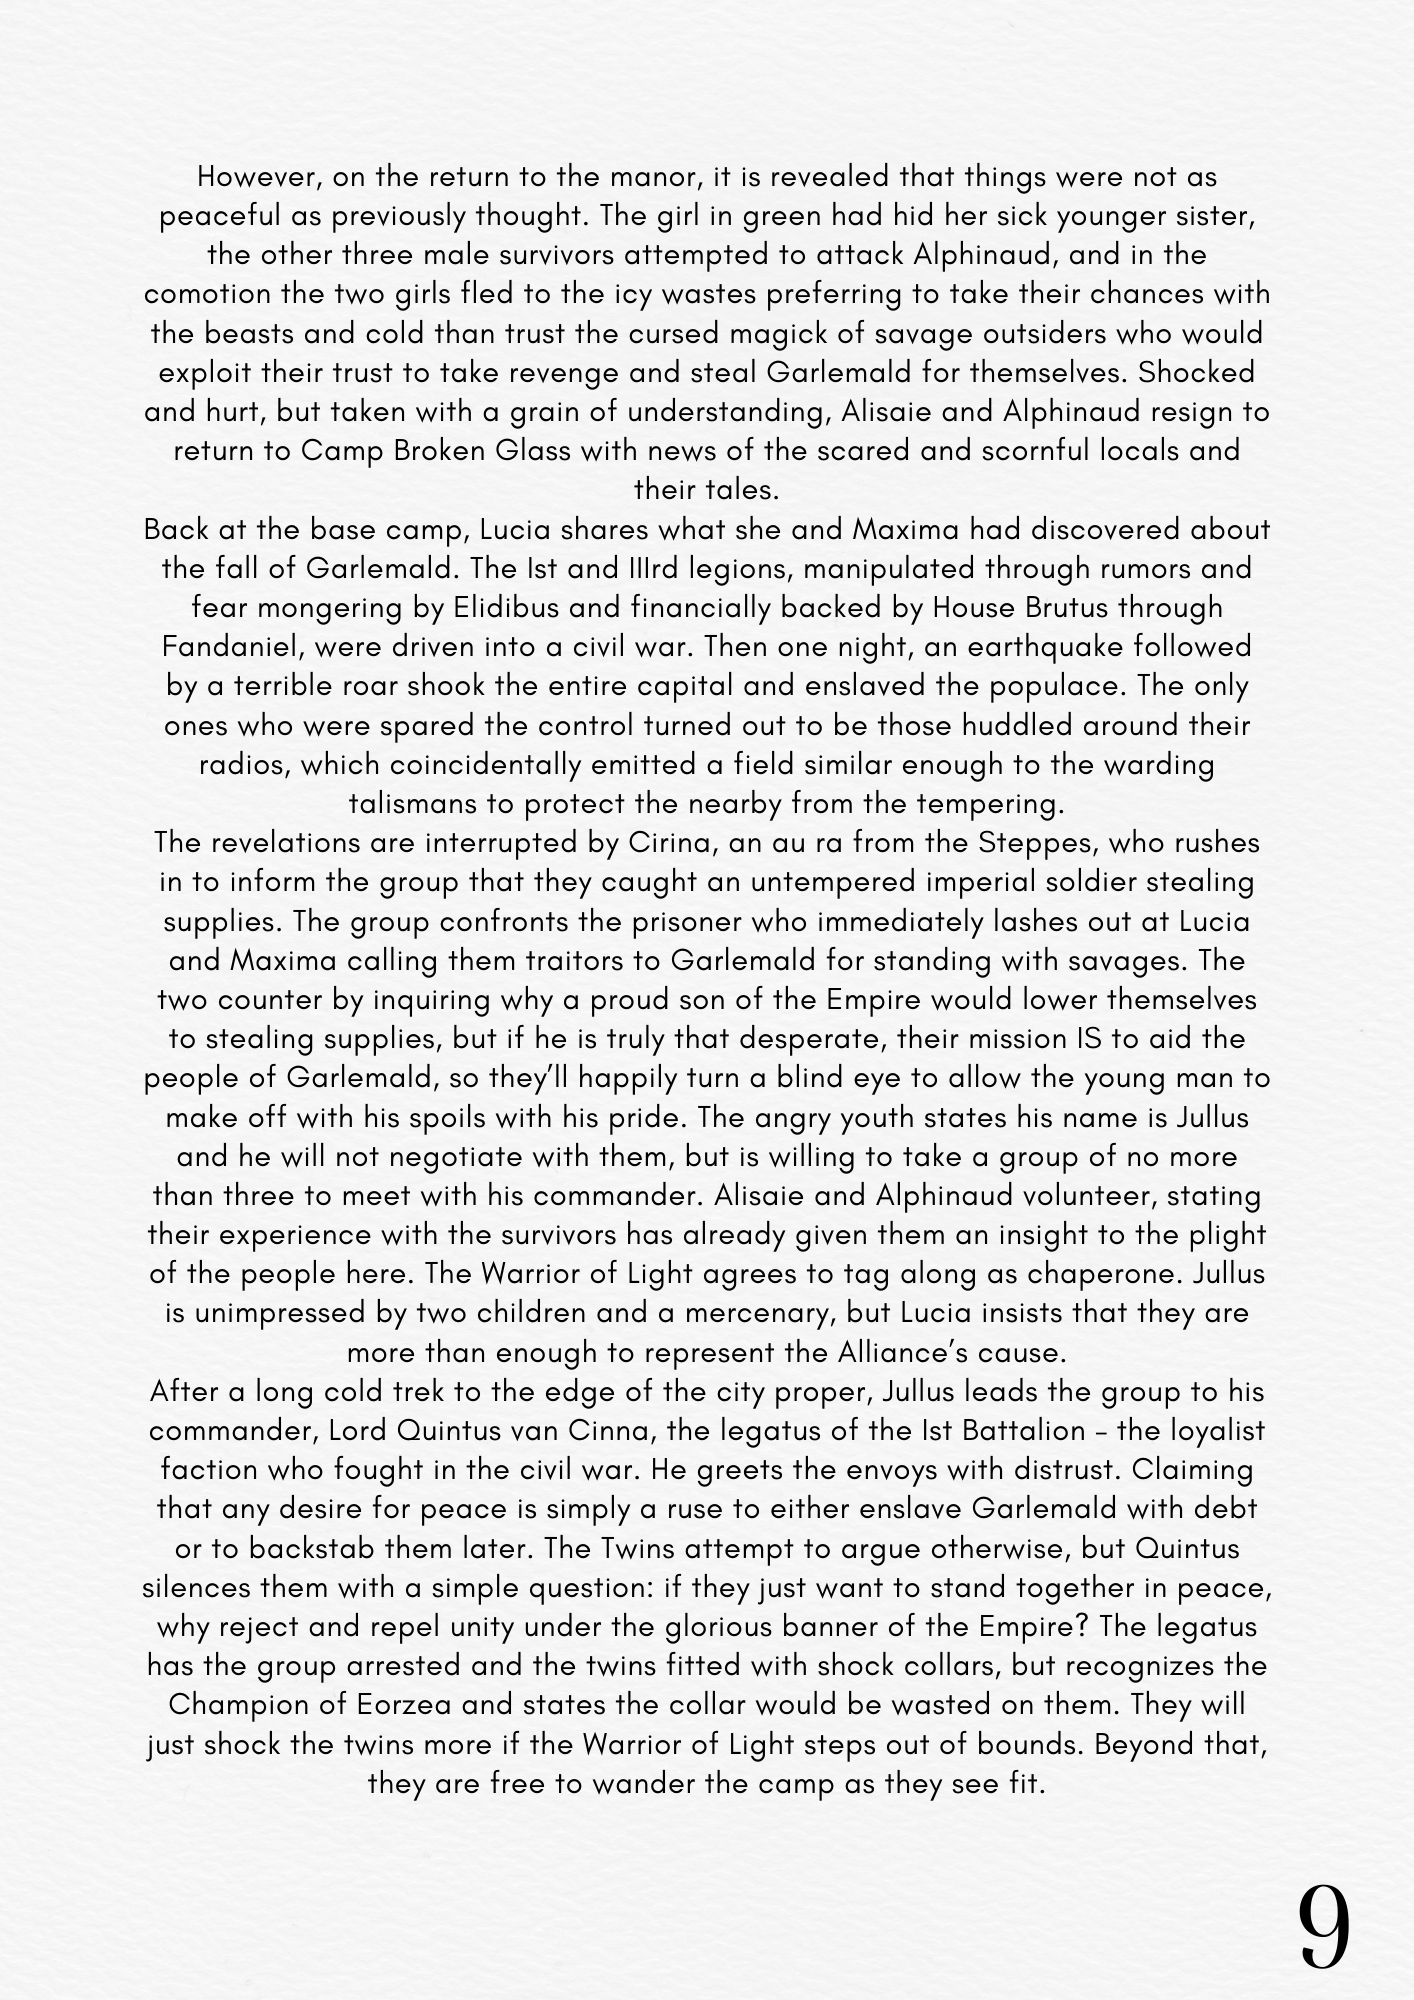 However, on the return to the manor, it is revealed that things were not as
peaceful as previously thought. The girl in green had hid her sick younger sister,
the other three male survivors attempted to attack Alphinaud, and in the
comotion the two girls fled to the icy wastes preferring to take their chances with
the beasts and cold than trust the cursed magick of savage outsiders who would
exploit their trust to take revenge and steal Garlemald for themselves. Shocked
and hurt, but taken with a grain of understanding, Alisaie and Alphinaud resign to
return to Camp Broken Glass with news of the scared and scornful locals and
their tales.
Back at the base camp, Lucia shares what she and Maxima had discovered about
the fall of Garlemald. The Ist and IIIrd legions, manipulated through rumors and
fear mongering by Elidibus and financially backed by House Brutus through
Fandaniel, were driven into a civil war. Then one night, an earthquake followed
by a terrible roar shook the entire capital and enslaved the populace. The only
ones who were spared the control turned out to be those huddled around their
radios, which coincidentally emitted a field similar enough to the warding
talismans to protect the nearby from the tempering.
The revelations are interrupted by Cirina, an au ra from the Steppes, who rushes
in to inform the group that they caught an untempered imperial soldier stealing
supplies. The group confronts the prisoner who immediately lashes out at Lucia
and Maxima calling them traitors to Garlemald for standing with savages. The
two counter by inquiring why a proud son of the Empire would lower themselves
to stealing supplies, but if he is truly that desperate, their mission IS to aid the
people of Garlemald, so they’ll happily turn a blind eye to allow the young man to
make off with his spoils with his pride. The angry youth states his name is Jullus
and he will not negotiate with them, but is willing to take a group of no more
than three to meet with his commander. Alisaie and Alphinaud volunteer, stating
their experience with the survivors has already given them an insight to the plight
of the people here. The Warrior of Light agrees to tag along as chaperone. Jullus
is unimpressed by two children and a mercenary, but Lucia insists that they are
more than enough to represent the Alliance’s cause.
After a long cold trek to the edge of the city proper, Jullus leads the group to his
commander, Lord Quintus van Cinna, the legatus of the Ist Battalion – the loyalist
faction who fought in the civil war. He greets the envoys with distrust. Claiming
that any desire for peace is simply a ruse to either enslave Garlemald with debt
or to backstab them later. The Twins attempt to argue otherwise, but Quintus
silences them with a simple question: if they just want to stand together in peace,
why reject and repel unity under the glorious banner of the Empire? The legatus
has the group arrested and the twins fitted with shock collars, but recognizes the
Champion of Eorzea and states the collar would be wasted on them. They will
just shock the twins more if the Warrior of Light steps out of bounds. Beyond that,
they are free to wander the camp as they see fit.
9